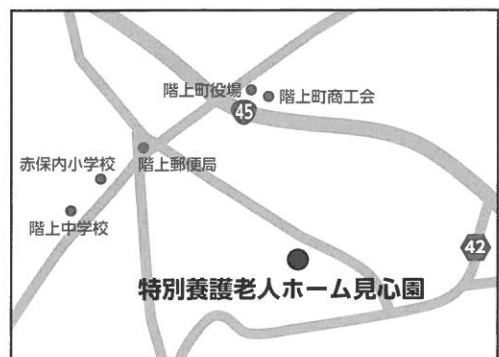 階上町役場
階上町商工会
45
赤保内小学校
階上郵便局
階上中学校
42
特別養護老人ホーム見心園